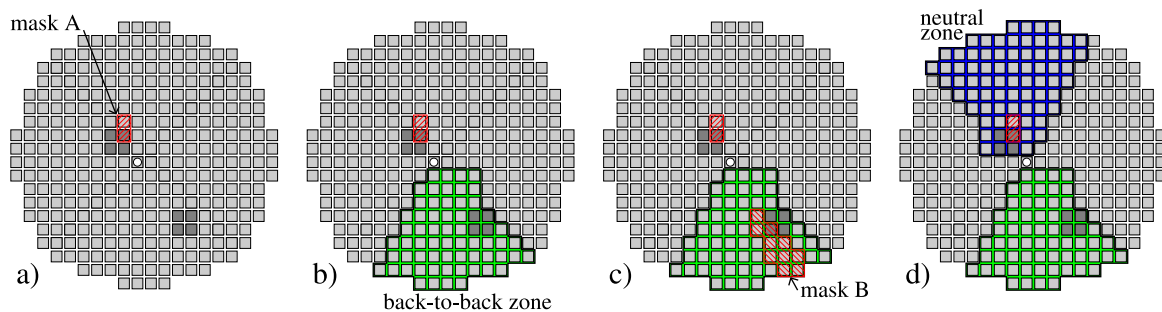 mask A
neutral
zone
a)
b)
c)
d)
back-to-back zone
mask B